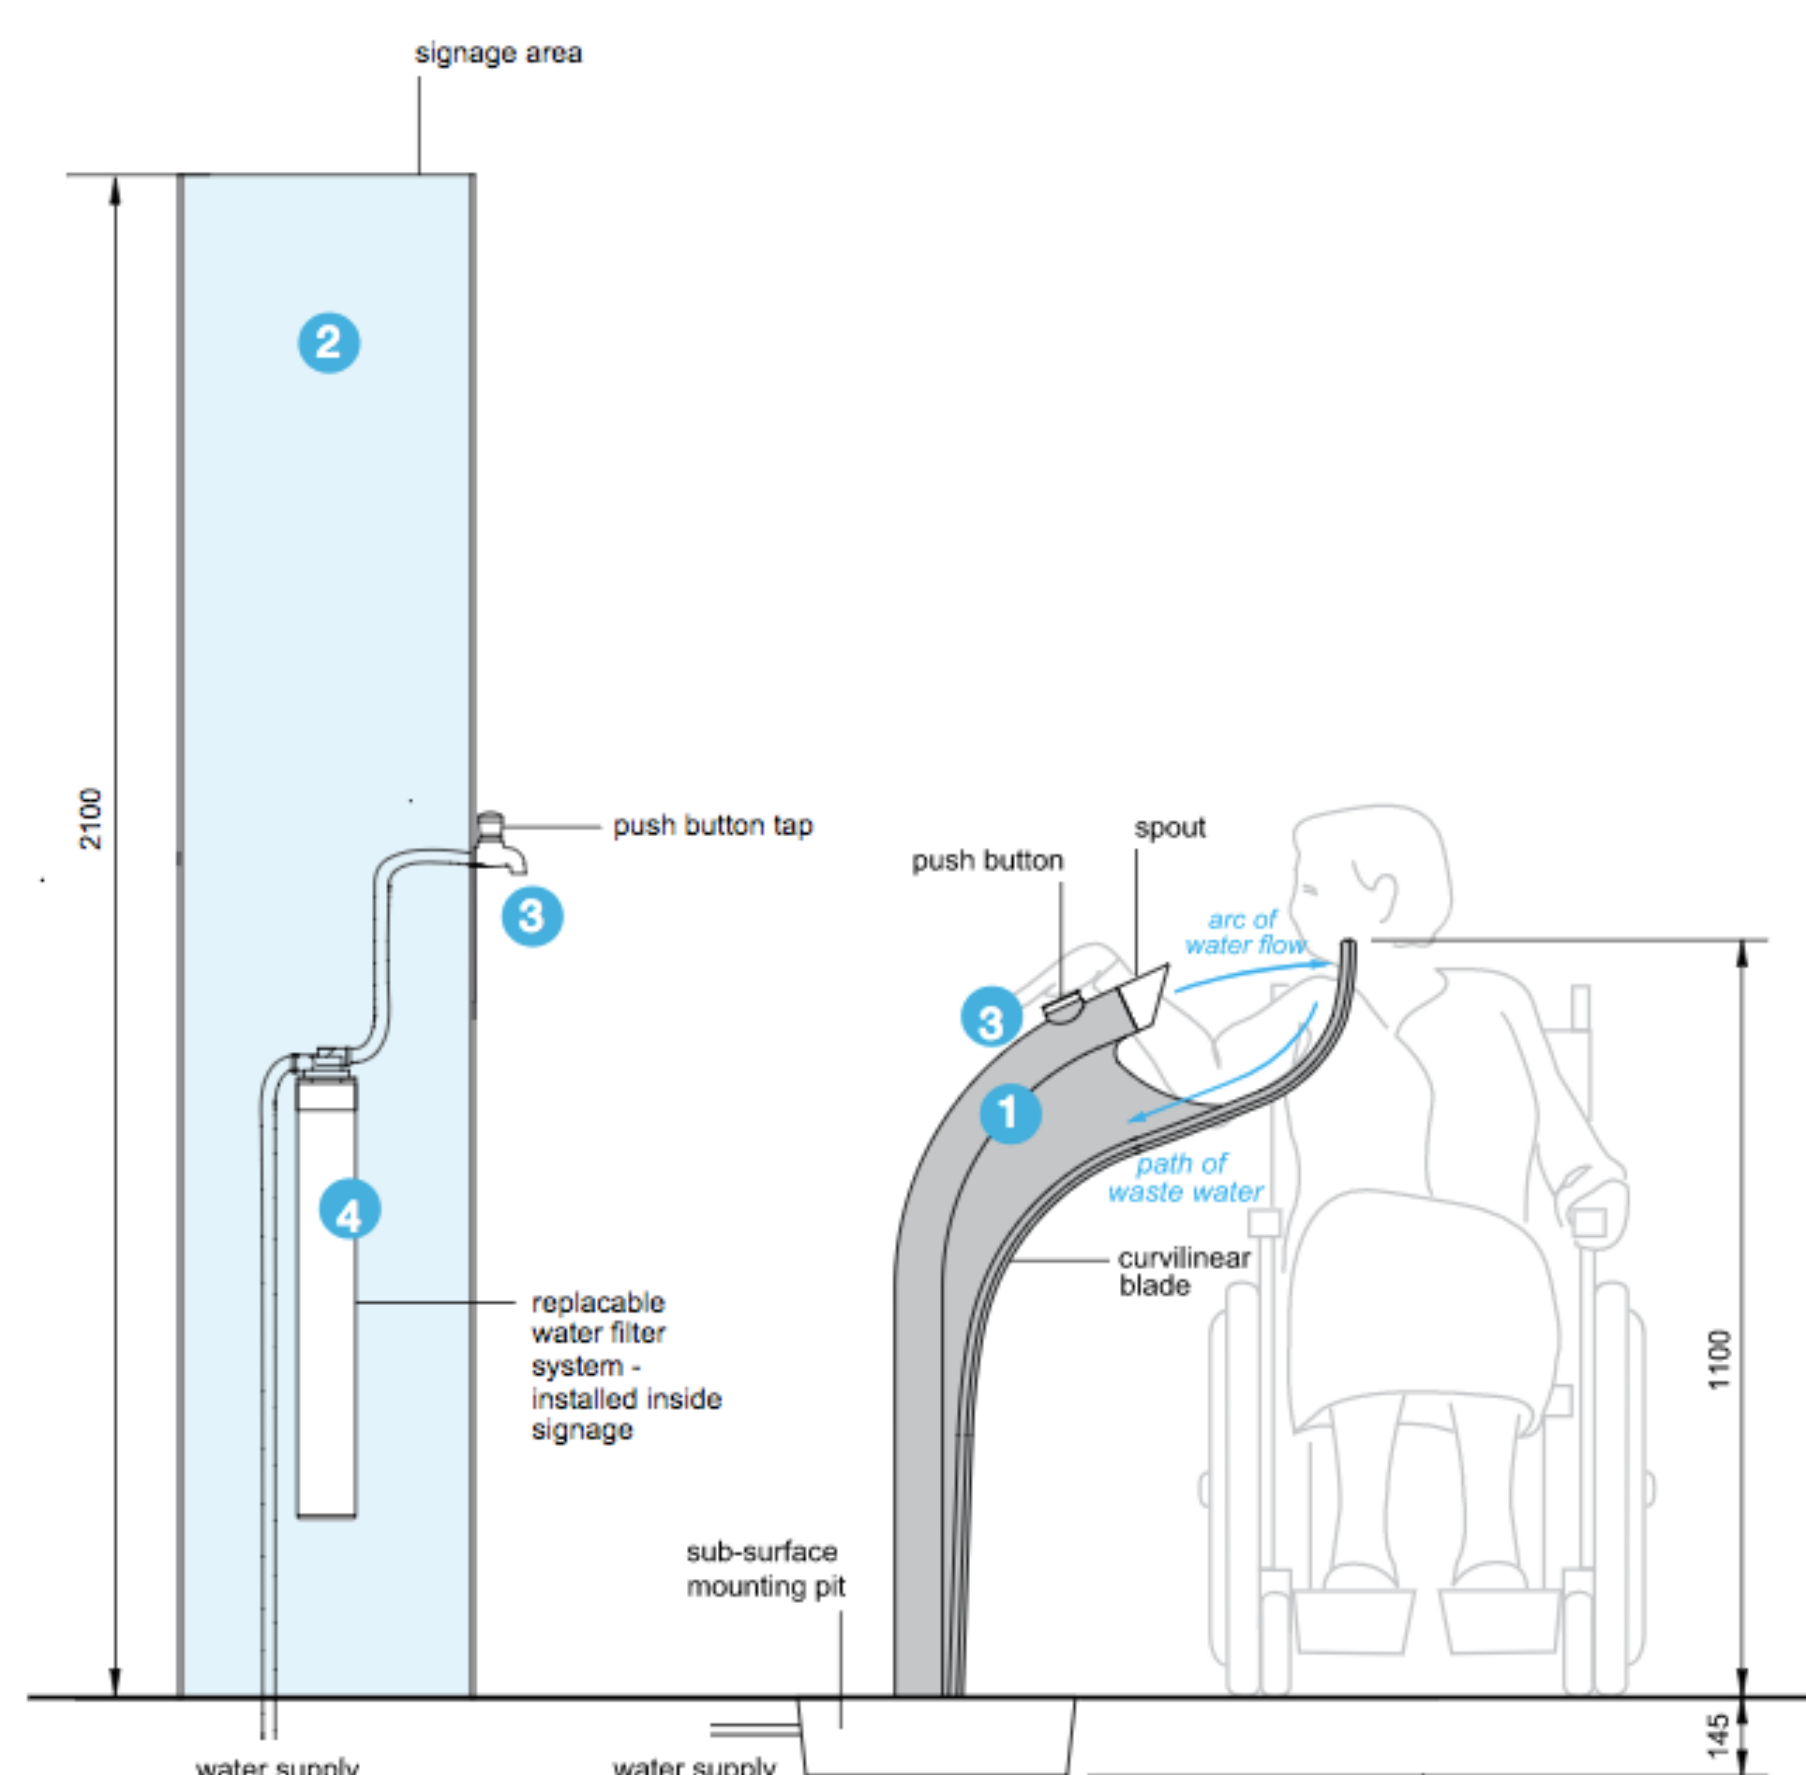 signage area
2
2100
push button tap
3
4
replacable
water filter
system -
installed inside
signage
water supply
spout
push button
arc of
water flow
3
1
path of
waste water
curvilinear
blade
1100
sub-surface
mounting pit
water supply
145